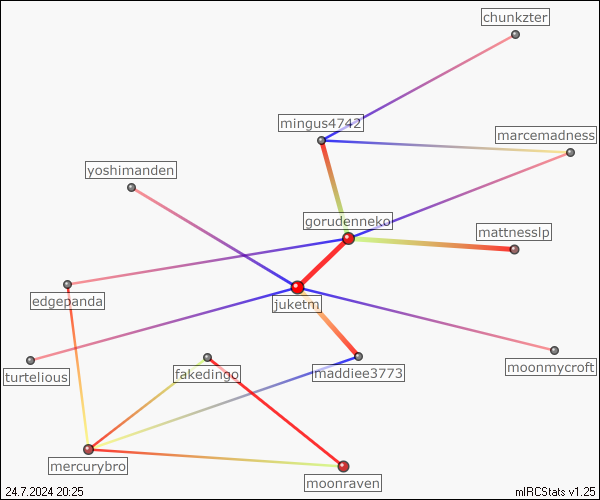 chunkzter
mingus4742
marcemadness
yoshimanden
gorudenneko
mattnesslp
edgepanda
juketm
turtelious
fakedingo
maddiee3773
moonmycroft
mercurybro
moonraven
24.7.2024 20:25
mIRCStats v1.25